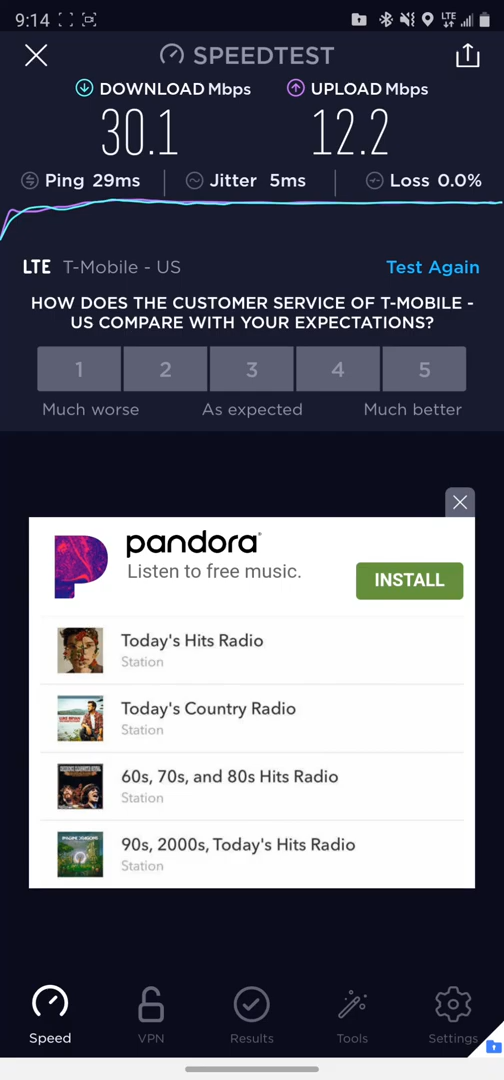 9:14 LTE
SPEEDTEST
DOWNLOAD Mbps UPLOAD Mbps
30.1 12.2
Ping 29ms Jitter 5ms Loss 0.0%
LTE T-Mobile - US Test Again
HOW DOES THE CUSTOMER SERVICE OF T-MOBILE -
US COMPARE WITH YOUR EXPECTATIONS?
1 2 3 4 5
Much worse As expected Much better
pandora
Listen to free music.
INSTALL
Today's Hits Radio
Station
Today's Country Radio
Station
60s, 70s, and 80s Hits Radio
Station
90s, 2000s, Today's Hits Radio
Station
Speed VPN Results Tools Settings